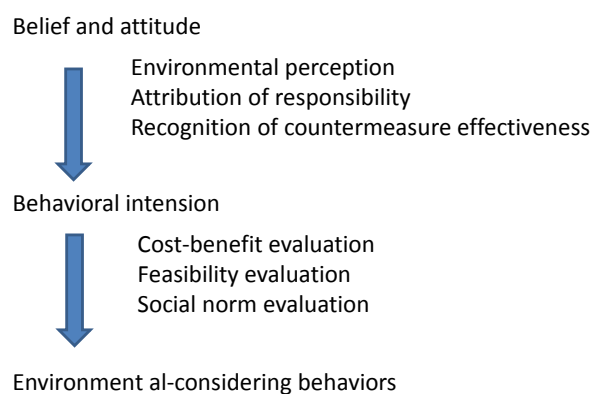 Belief and attitude
Environmental perception
Attribution of responsibility
Recognition of countermeasure effectiveness
Behavioral intension
Cost-benefit evaluation
Feasibility evaluation
Social norm evaluation
Environment al-considering behaviors